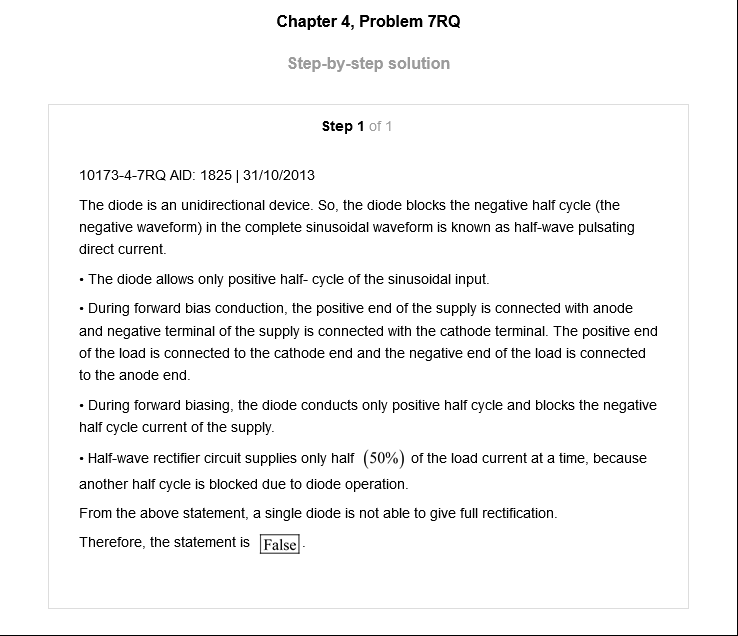 Chapter 4, Problem 7RQ
Step-by-step solution
Step 1 of 1
10173-4-7RQ AID: 1825 | 31/10/2013
The diode is an unidirectional device. So, the diode blocks the negative half cycle (the
negative waveform) in the complete sinusoidal waveform is known as half-wave pulsating
direct current.
• The diode allows only positive half- cycle of the sinusoidal input.
• During forward bias conduction, the positive end of the supply is connected with anode
and negative terminal of the supply is connected with the cathode terminal. The positive end
of the load is connected to the cathode end and the negative end of the load is connected
to the anode end.
• During forward biasing, the diode conducts only positive half cycle and blocks the negative
half cycle current of the supply.
• Half-wave rectifier circuit supplies only half (50%) of the load current at a time, because
another half cycle is blocked due to diode operation.
From the above statement, a single diode is not able to give full rectification.
Therefore, the statement is False.